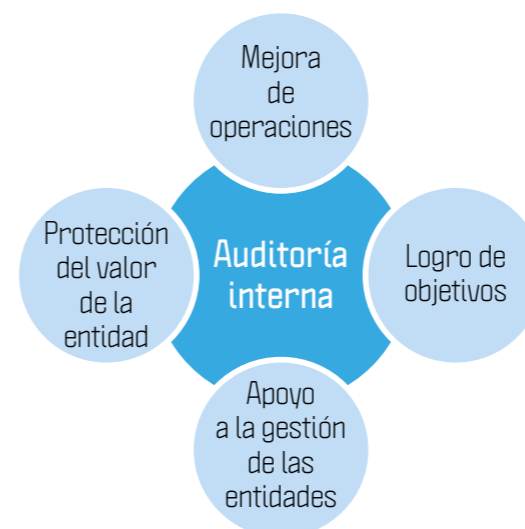 Mejora
de
operaciones
Protección
del valor
de la
entidad
Auditoría
interna
Logro de
objetivos
Apoyo
a la gestión
de las
entidades